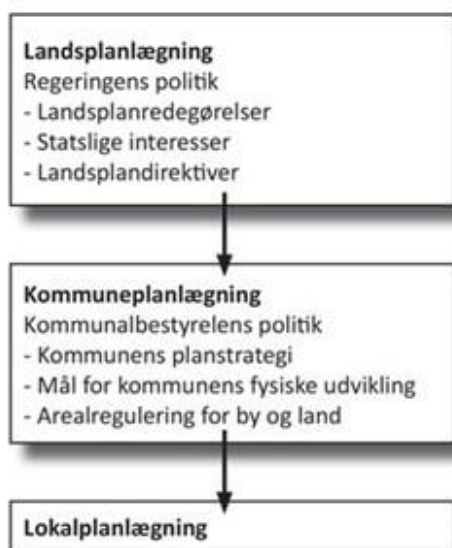 Landsplanlægning
Regeringens politik
- Landsplanredegørelser
- Statslige interesser
- Landsplandirektiver
Kommuneplanlægning
Kommunalbestyrelens politik
- Kommunens planstrategi
- Mål for kommunens fysiske udvikling
- Arealregulering for by og land
Lokalplanlægning